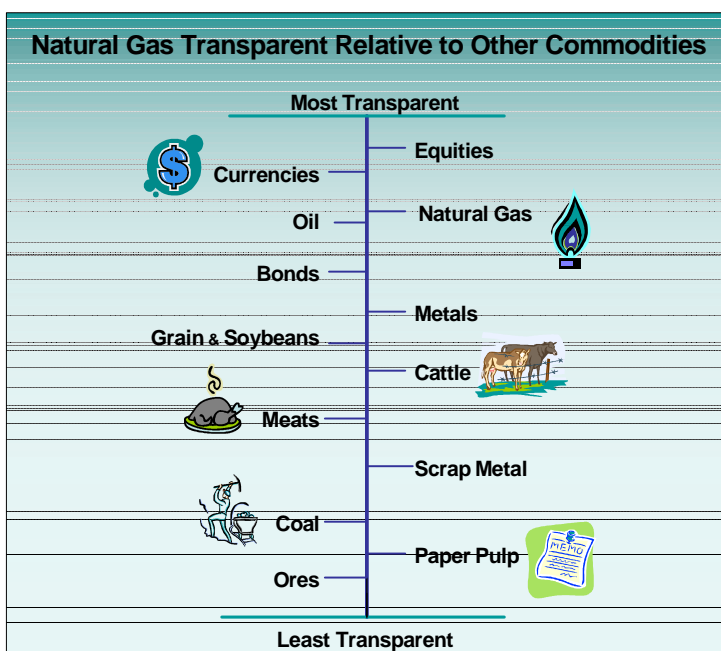 Natural Gas Transparent Relative to Other Commodities
Most Transparent
Equities
$
Currencies
Natural Gas
Oil
Bonds
Metals
Grain & Soybeans
Cattle
Meats
Scrap Metal
Coal
MEMO
Paper Pulp
Ores
Least Transparent